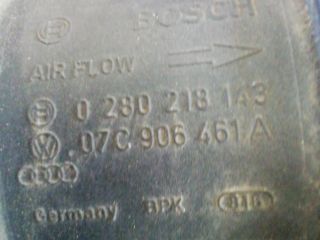 BOSCH
AIR FLOW
0 280 218 143
07C 906 461 A
Germany BPK